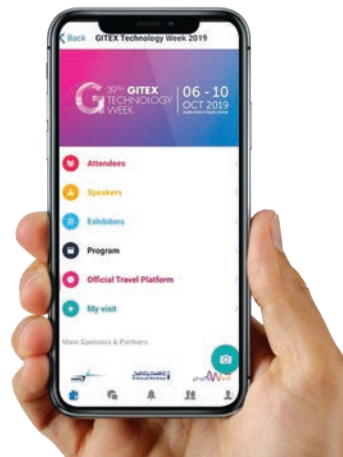 Back GITEX Technology Week 2019
39TH GITEX
TECHNOLOGY
WEEK
06 - 10
OCT 2019
Attendees
Speakers
Exhibitors
Program
Official Travel Platform
My visit
Main Sponsors & Partners